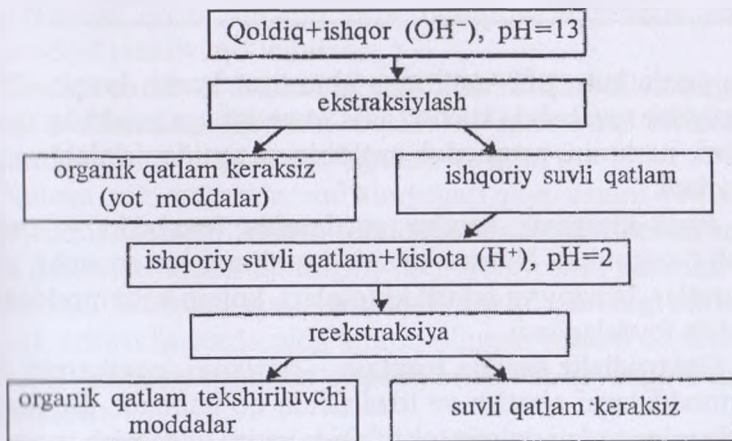 Qoldiq+ishqor (OH⁻), pH=13
ekstraksiylash
organik qatlam keraksiz
(yot moddalar)
ishqoriy suvli qatlam
ishqoriy suvli qatlam+kislota (H⁺), pH=2
reekstraksiya
organik qatlam tekshiriluvchi
moddalar
suvli qatlam keraksiz